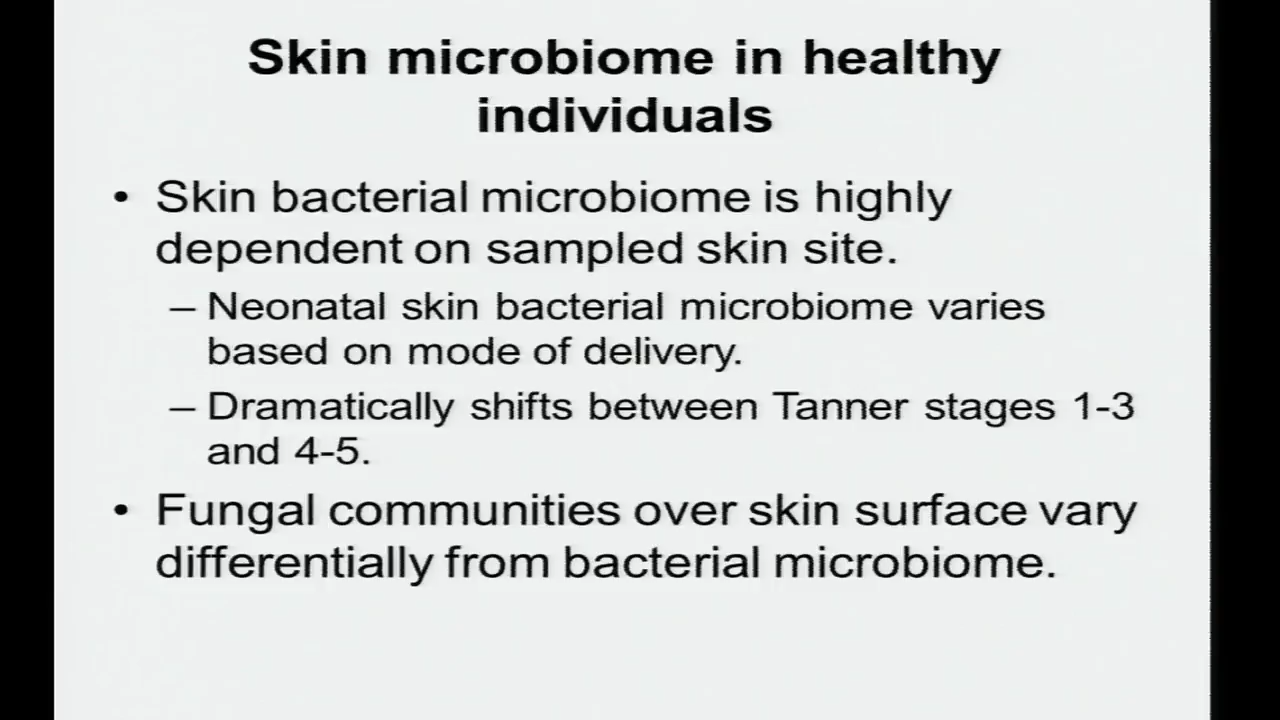 Skin microbiome in healthy
individuals
• Skin bacterial microbiome is highly
dependent on sampled skin site.
– Neonatal skin bacterial microbiome varies
based on mode of delivery.
– Dramatically shifts between Tanner stages 1-3
and 4-5.
• Fungal communities over skin surface vary
differentially from bacterial microbiome.